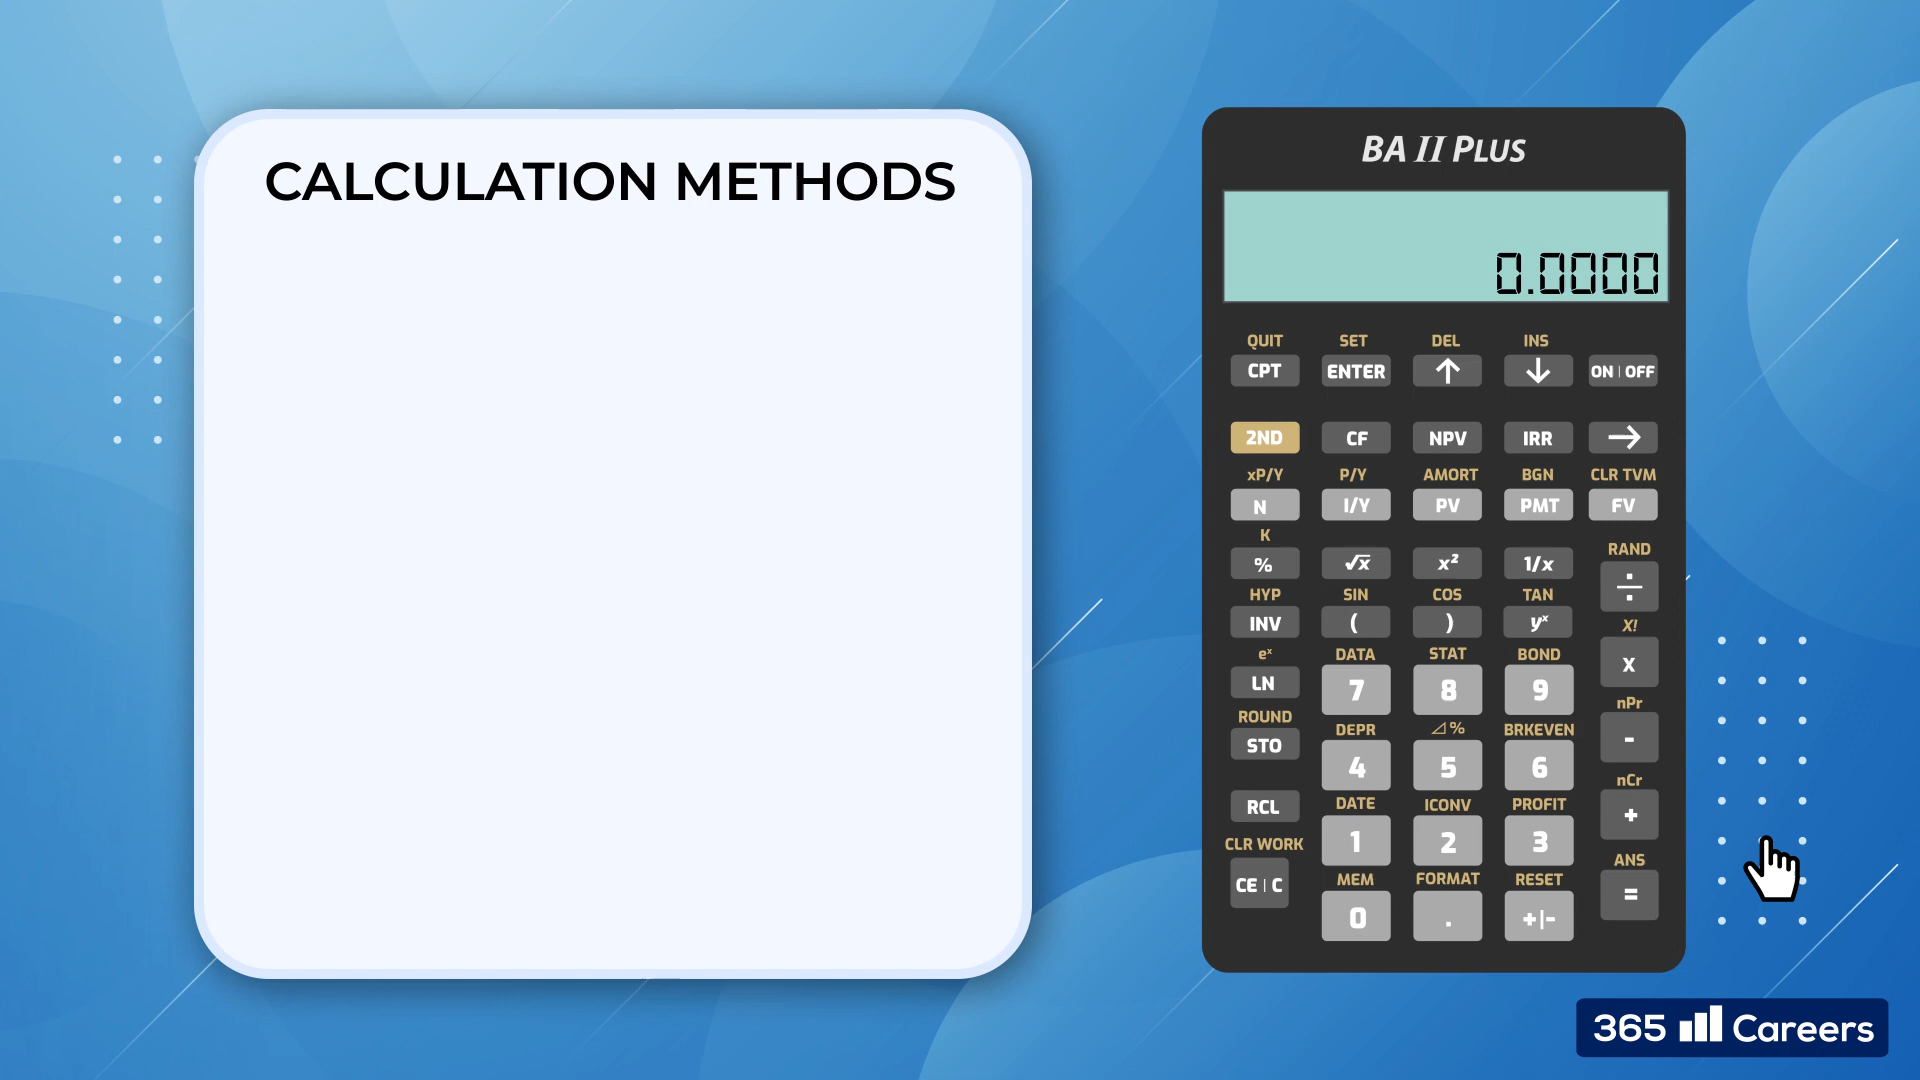 CALCULATION METHODS
BA II PLUS
0.0000
QUIT SET DEL INS
CPT ENTER ↑ ↓ ON | OFF
2ND CF NPV IRR →
xP/Y P/Y AMORT BGN CLR TVM
N I/Y PV PMT FV
K
RAND
% √x x² 1/x ÷
HYP SIN COS TAN
INV ( ) yˣ
X!
eˣ DATA STAT BOND
LN 7 8 9 x
nPr
ROUND DEPR ⊿% BRKEVEN
STO 4 5 6 -
nCr
DATE ICONV PROFIT
RCL 1 2 3 +
CLR WORK MEM FORMAT RESET ANS
CE | C 0 . +|- =
365 Careers